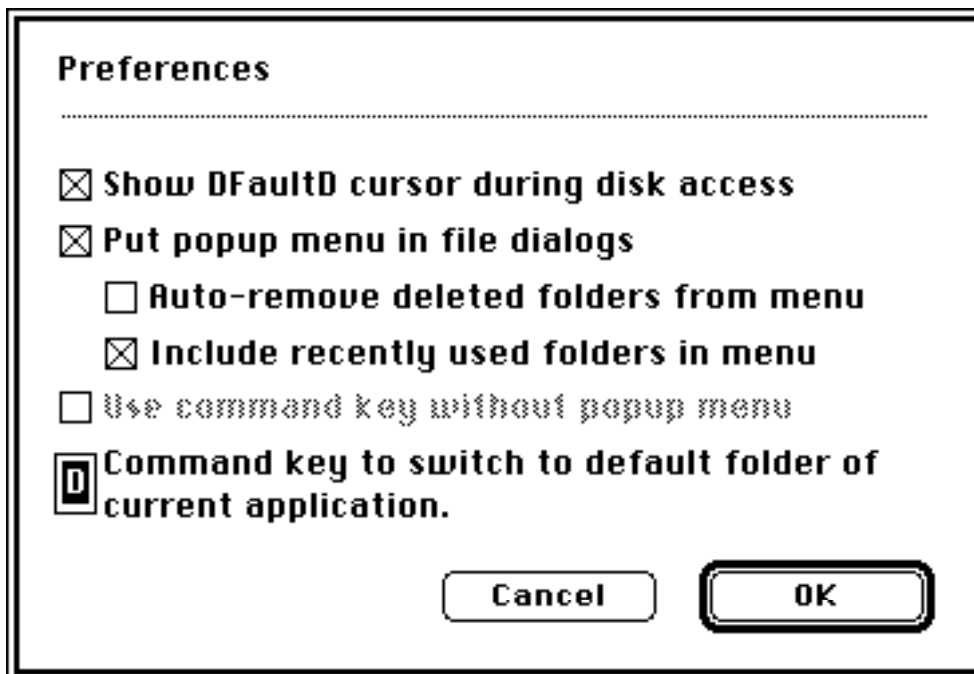 Preferences
Show DFaultD cursor during disk access
Put popup menu in file dialogs
Auto-remove deleted folders from menu
Include recently used folders in menu
Use command key without popup menu
D Command key to switch to default folder of
current application.
Cancel OK